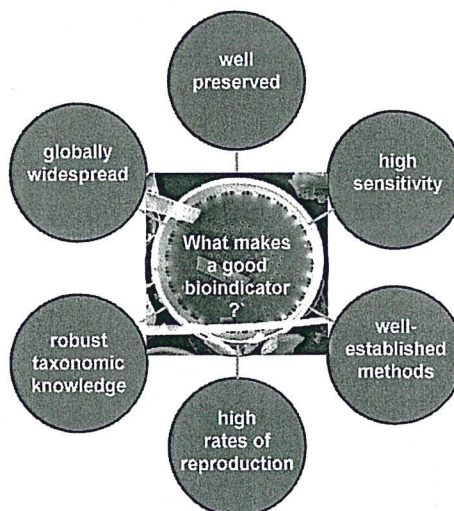 well
preserved
globally
widespread
high
sensitivity
What makes
a good
bioindicator
?`
robust
taxonomic
knowledge
well-
established
methods
high
rates of
reproduction